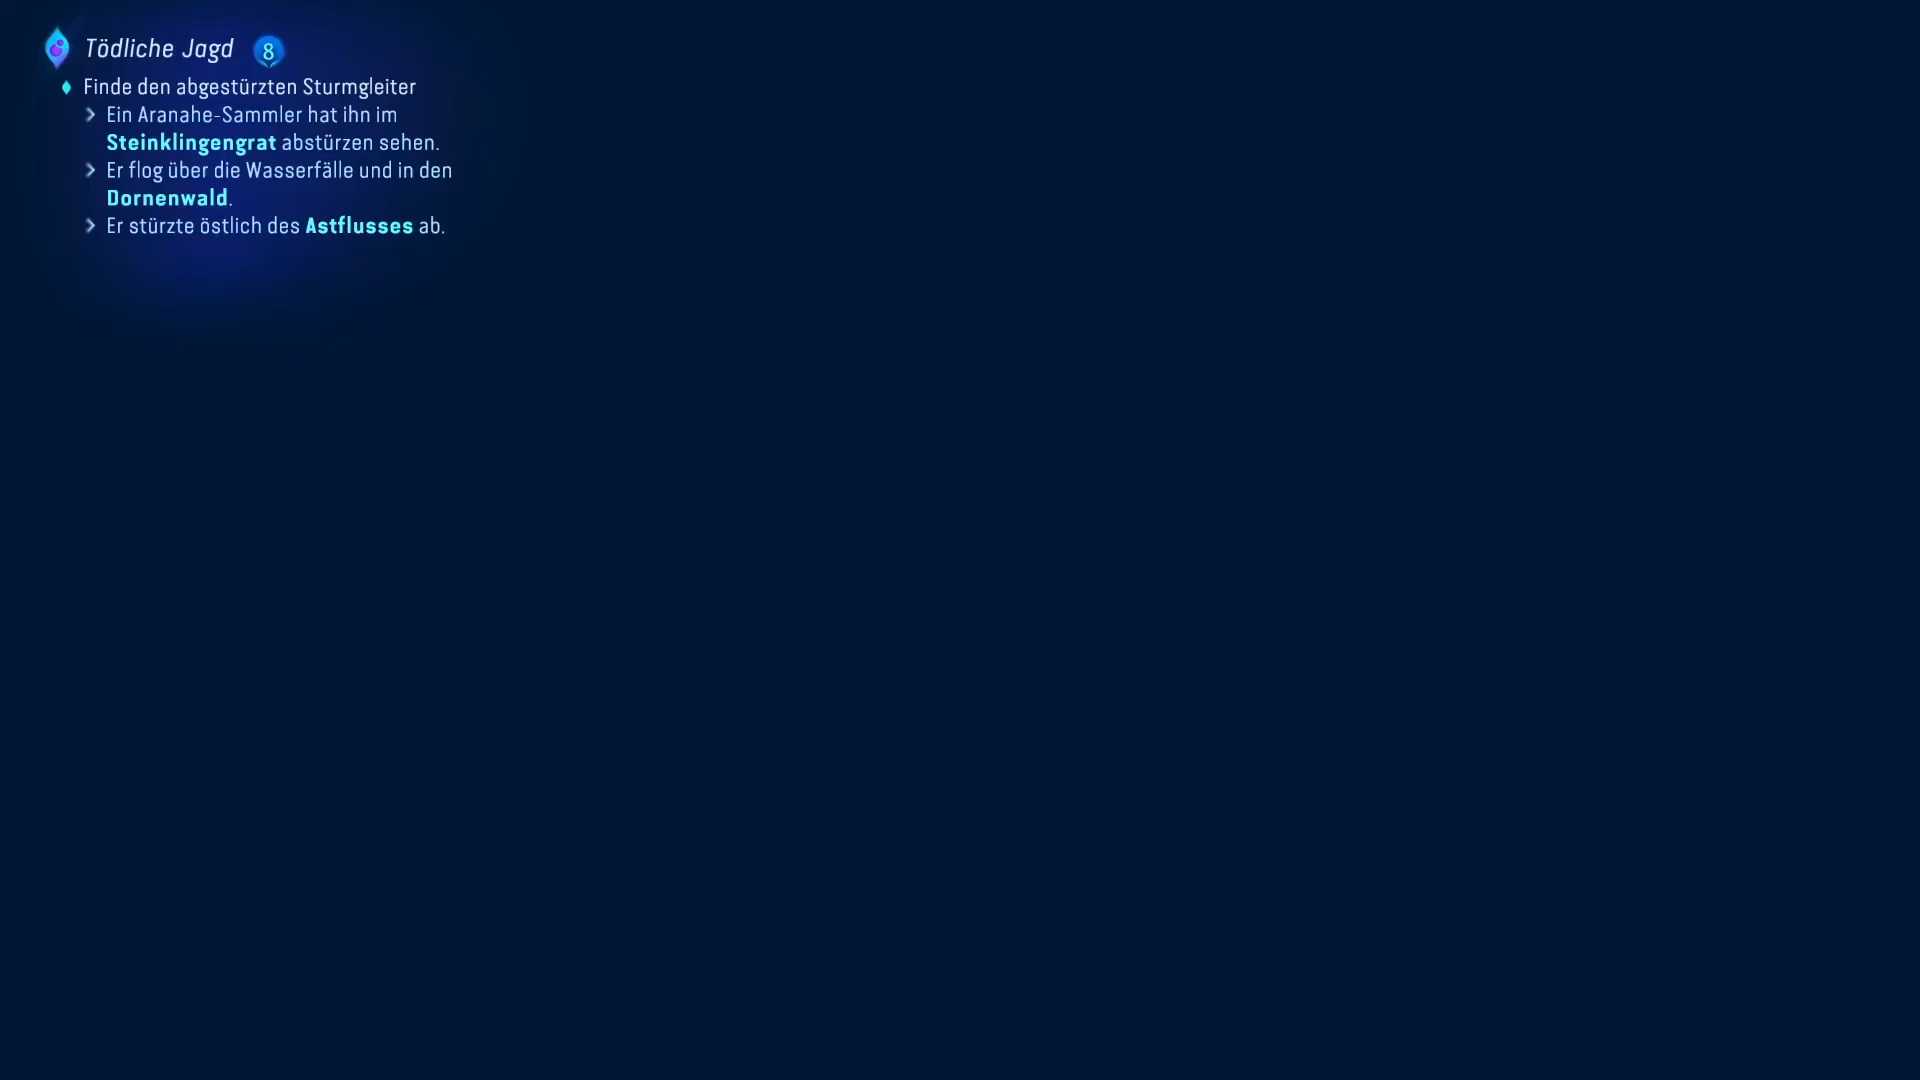 Tödliche Jagd 8
Finde den abgestürzten Sturmgleiter
Ein Aranahe-Sammler hat ihn im
Steinklingengrat abstürzen sehen.
Er flog über die Wasserfälle und in den
Dornenwald.
Er stürzte östlich des Astflusses ab.